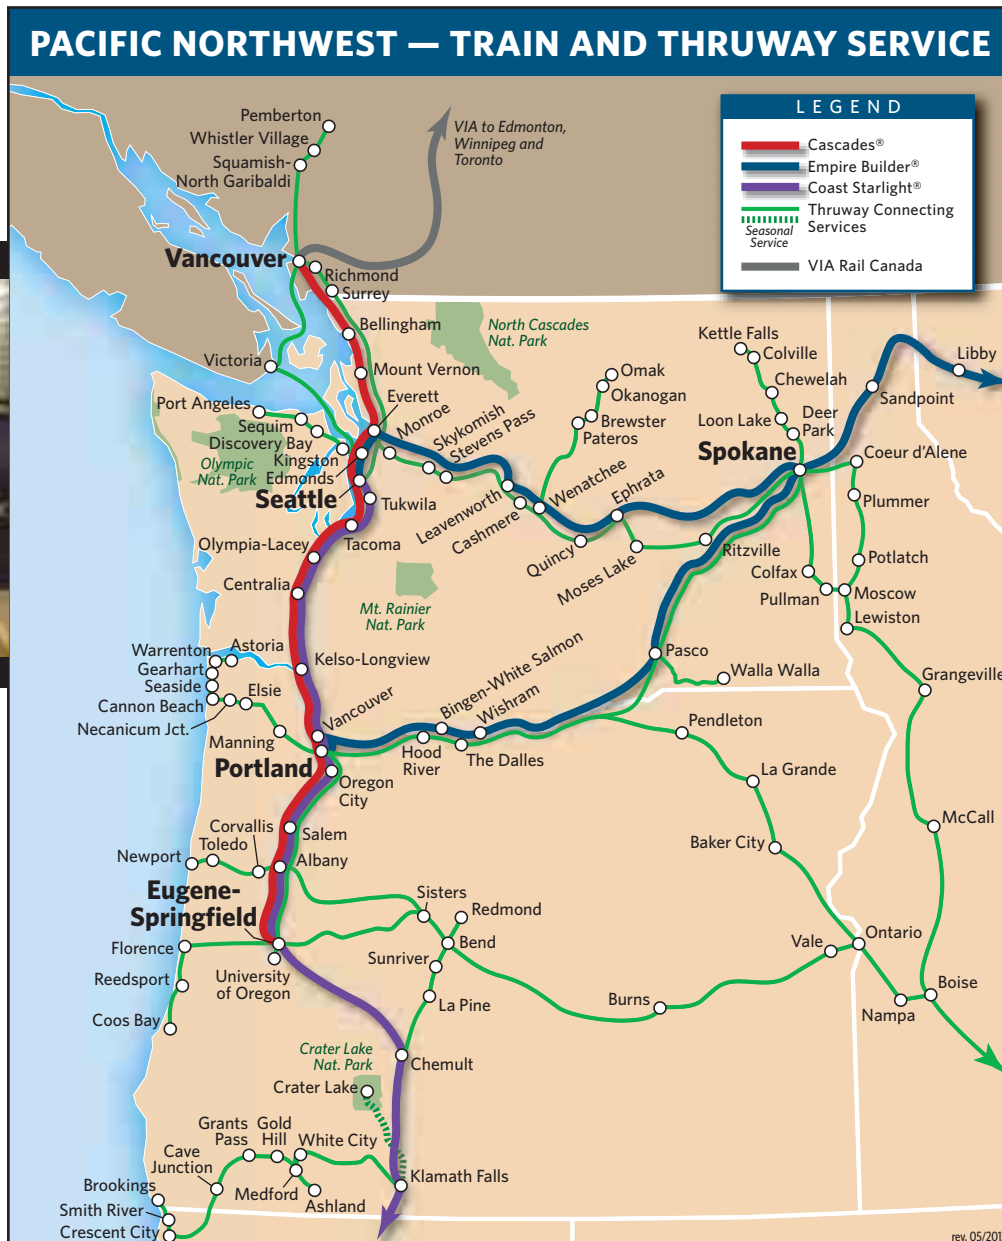 PACIFIC NORTHWEST — TRAIN AND THRUWAY SERVICE
LEGEND
Cascades®
Empire Builder®
Coast Starlight®
Thruway Connecting
Services
Seasonal
Service
VIA Rail Canada
VIA to Edmonton,
Winnipeg and
Toronto
Pemberton
Whistler Village
Squamish-
North Garibaldi
Vancouver
Richmond
Surrey
Bellingham
North Cascades
Nat. Park
Victoria
Mount Vernon
Everett
Monroe
Skykomish
Stevens Pass
Port Angeles
Sequim
Discovery Bay
Kingston
Edmonds
Olympic
Nat. Park
Seattle
Tukwila
Tacoma
Olympia-Lacey
Centralia
Mt. Rainier
Nat. Park
Leavenworth
Cashmere
Wenatchee
Omak
Okanogan
Brewster
Pateros
Quincy
Ephrata
Moses Lake
Ritzville
Kettle Falls
Colville
Chewelah
Loon Lake
Deer
Park
Spokane
Sandpoint
Libby
Coeur d'Alene
Plummer
Potlatch
Colfax
Pullman
Moscow
Lewiston
Grangeville
Pasco
Walla Walla
Warrenton
Astoria
Gearhart
Seaside
Cannon Beach
Necanicum Jct.
Elsie
Manning
Kelso-Longview
Vancouver
Bingen-White Salmon
Wishram
Hood
River
The Dalles
Portland
Oregon
City
Pendleton
La Grande
Baker City
McCall
Salem
Albany
Corvallis
Toledo
Newport
Eugene-
Springfield
Sisters
Redmond
Bend
Sunriver
La Pine
Florence
University
of Oregon
Reedsport
Coos Bay
Burns
Vale
Ontario
Nampa
Boise
Crater Lake
Nat. Park
Crater Lake
Chemult
Klamath Falls
Grants
Pass
Gold
Hill
White City
Cave
Junction
Medford
Ashland
Brookings
Smith River
Crescent City
rev. 05/201